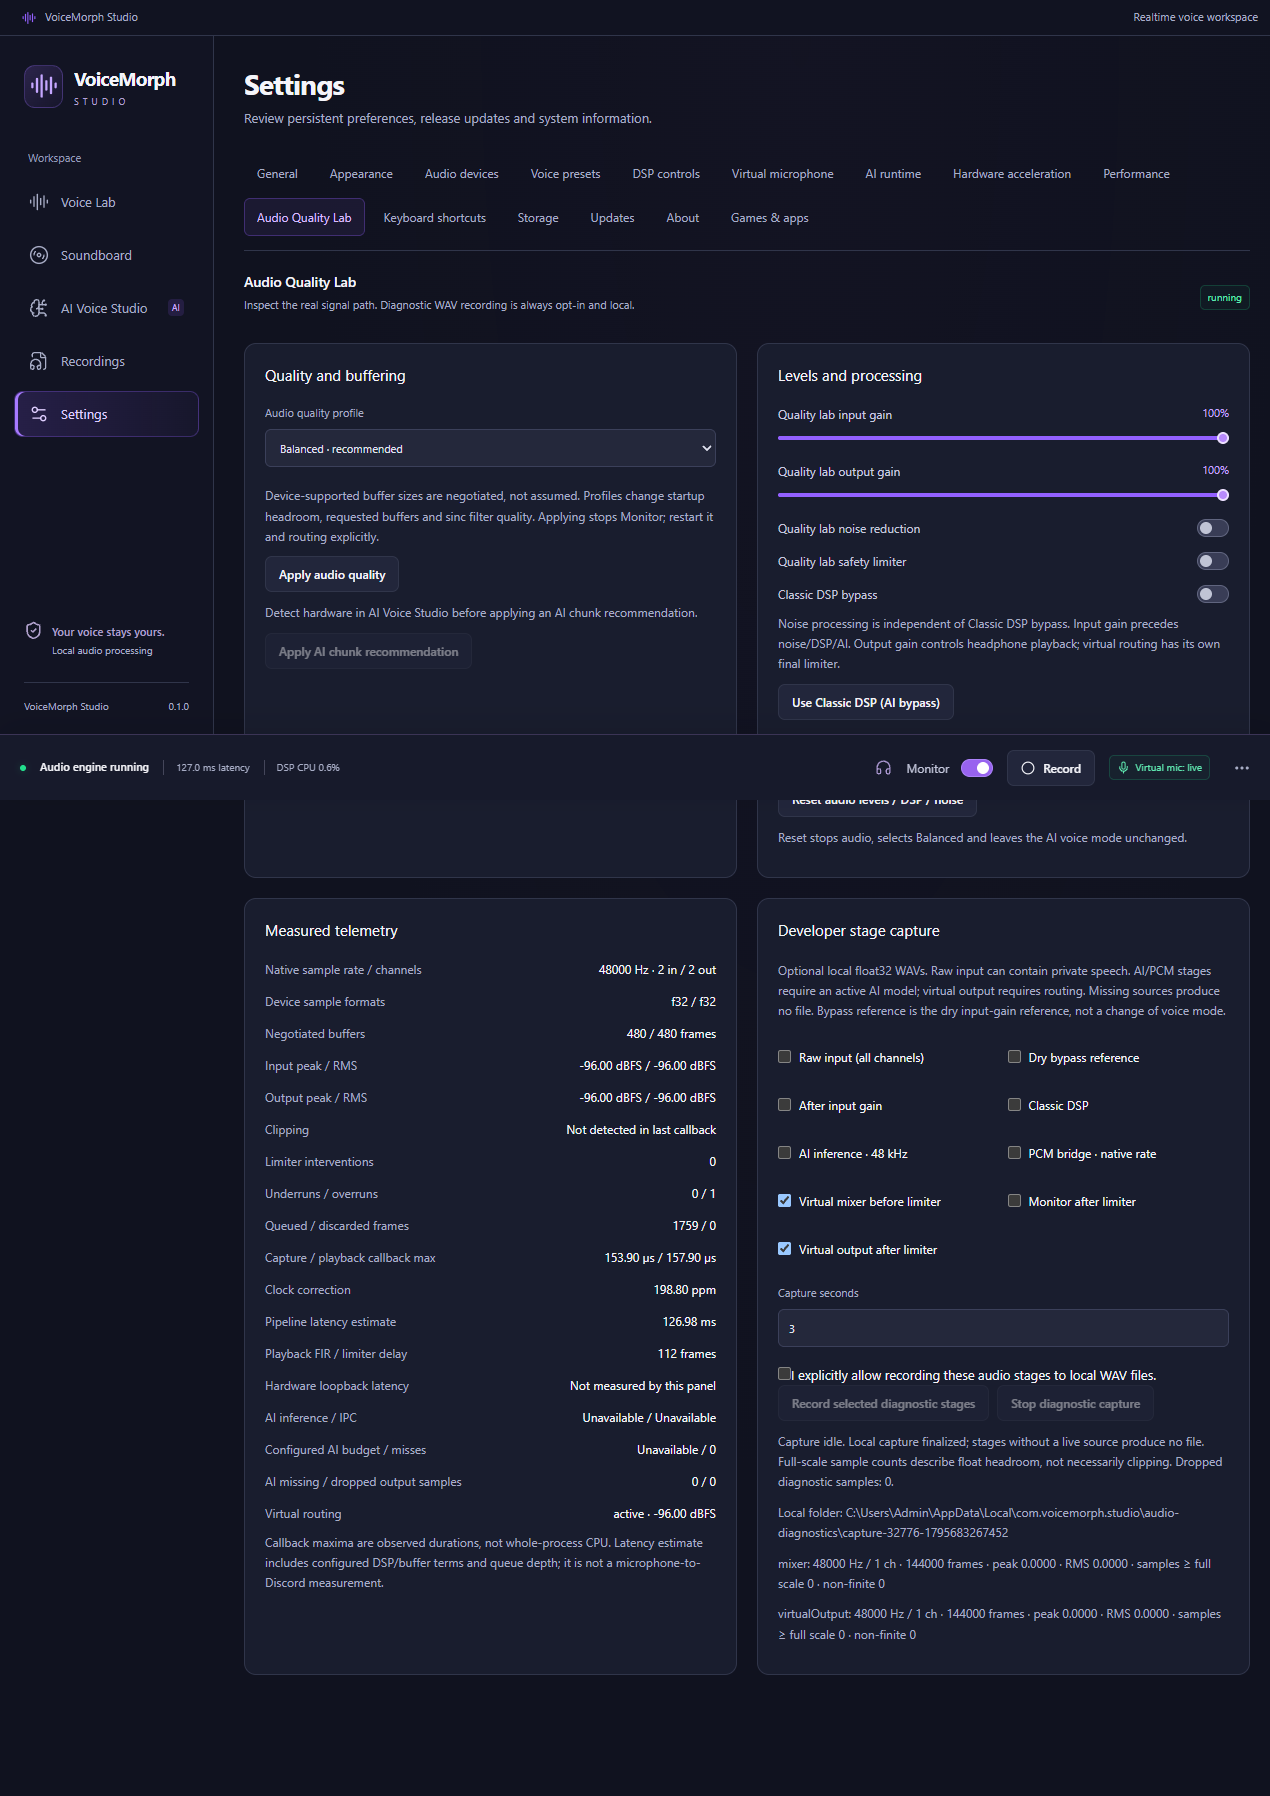 VoiceMorph Studio
Realtime voice workspace
VoiceMorph
STUDIO
Workspace
Voice Lab
Soundboard
AI Voice Studio AI
Recordings
Settings
Your voice stays yours.
Local audio processing
VoiceMorph Studio 0.1.0
Settings
Review persistent preferences, release updates and system information.
General Appearance Audio devices Voice presets DSP controls Virtual microphone AI runtime Hardware acceleration Performance
Audio Quality Lab Keyboard shortcuts Storage Updates About Games & apps
Audio Quality Lab
Inspect the real signal path. Diagnostic WAV recording is always opt-in and local.
running
Quality and buffering
Audio quality profile
Balanced · recommended
Device-supported buffer sizes are negotiated, not assumed. Profiles change startup
headroom, requested buffers and sinc filter quality. Applying stops Monitor; restart it
and routing explicitly.
Apply audio quality
Detect hardware in AI Voice Studio before applying an AI chunk recommendation.
Apply AI chunk recommendation
Levels and processing
Quality lab input gain 100%
Quality lab output gain 100%
Quality lab noise reduction
Quality lab safety limiter
Classic DSP bypass
Noise processing is independent of Classic DSP bypass. Input gain precedes
noise/DSP/AI. Output gain controls headphone playback; virtual routing has its own
final limiter.
Use Classic DSP (AI bypass)
Audio engine running 127.0 ms latency DSP CPU 0.6%
Monitor Record Virtual mic: live
Reset audio levels / DSP / noise
Reset stops audio, selects Balanced and leaves the AI voice mode unchanged.
Measured telemetry
Native sample rate / channels 48000 Hz · 2 in / 2 out
Device sample formats f32 / f32
Negotiated buffers 480 / 480 frames
Input peak / RMS -96.00 dBFS / -96.00 dBFS
Output peak / RMS -96.00 dBFS / -96.00 dBFS
Clipping Not detected in last callback
Limiter interventions 0
Underruns / overruns 0 / 1
Queued / discarded frames 1759 / 0
Capture / playback callback max 153.90 µs / 157.90 µs
Clock correction 198.80 ppm
Pipeline latency estimate 126.98 ms
Playback FIR / limiter delay 112 frames
Hardware loopback latency Not measured by this panel
AI inference / IPC Unavailable / Unavailable
Configured AI budget / misses Unavailable / 0
AI missing / dropped output samples 0 / 0
Virtual routing active · -96.00 dBFS
Callback maxima are observed durations, not whole-process CPU. Latency estimate
includes configured DSP/buffer terms and queue depth; it is not a microphone-to-
Discord measurement.
Developer stage capture
Optional local float32 WAVs. Raw input can contain private speech. AI/PCM stages
require an active AI model; virtual output requires routing. Missing sources produce
no file. Bypass reference is the dry input-gain reference, not a change of voice mode.
Raw input (all channels) Dry bypass reference
After input gain Classic DSP
AI inference · 48 kHz PCM bridge · native rate
Virtual mixer before limiter Monitor after limiter
Virtual output after limiter
Capture seconds
3
I explicitly allow recording these audio stages to local WAV files.
Record selected diagnostic stages Stop diagnostic capture
Capture idle. Local capture finalized; stages without a live source produce no file.
Full-scale sample counts describe float headroom, not necessarily clipping. Dropped
diagnostic samples: 0.
Local folder: C:\Users\Admin\AppData\Local\com.voicemorph.studio\audio-
diagnostics\capture-32776-1795683267452
mixer: 48000 Hz / 1 ch · 144000 frames · peak 0.0000 · RMS 0.0000 · samples ≥ full
scale 0 · non-finite 0
virtualOutput: 48000 Hz / 1 ch · 144000 frames · peak 0.0000 · RMS 0.0000 · samples
≥ full scale 0 · non-finite 0